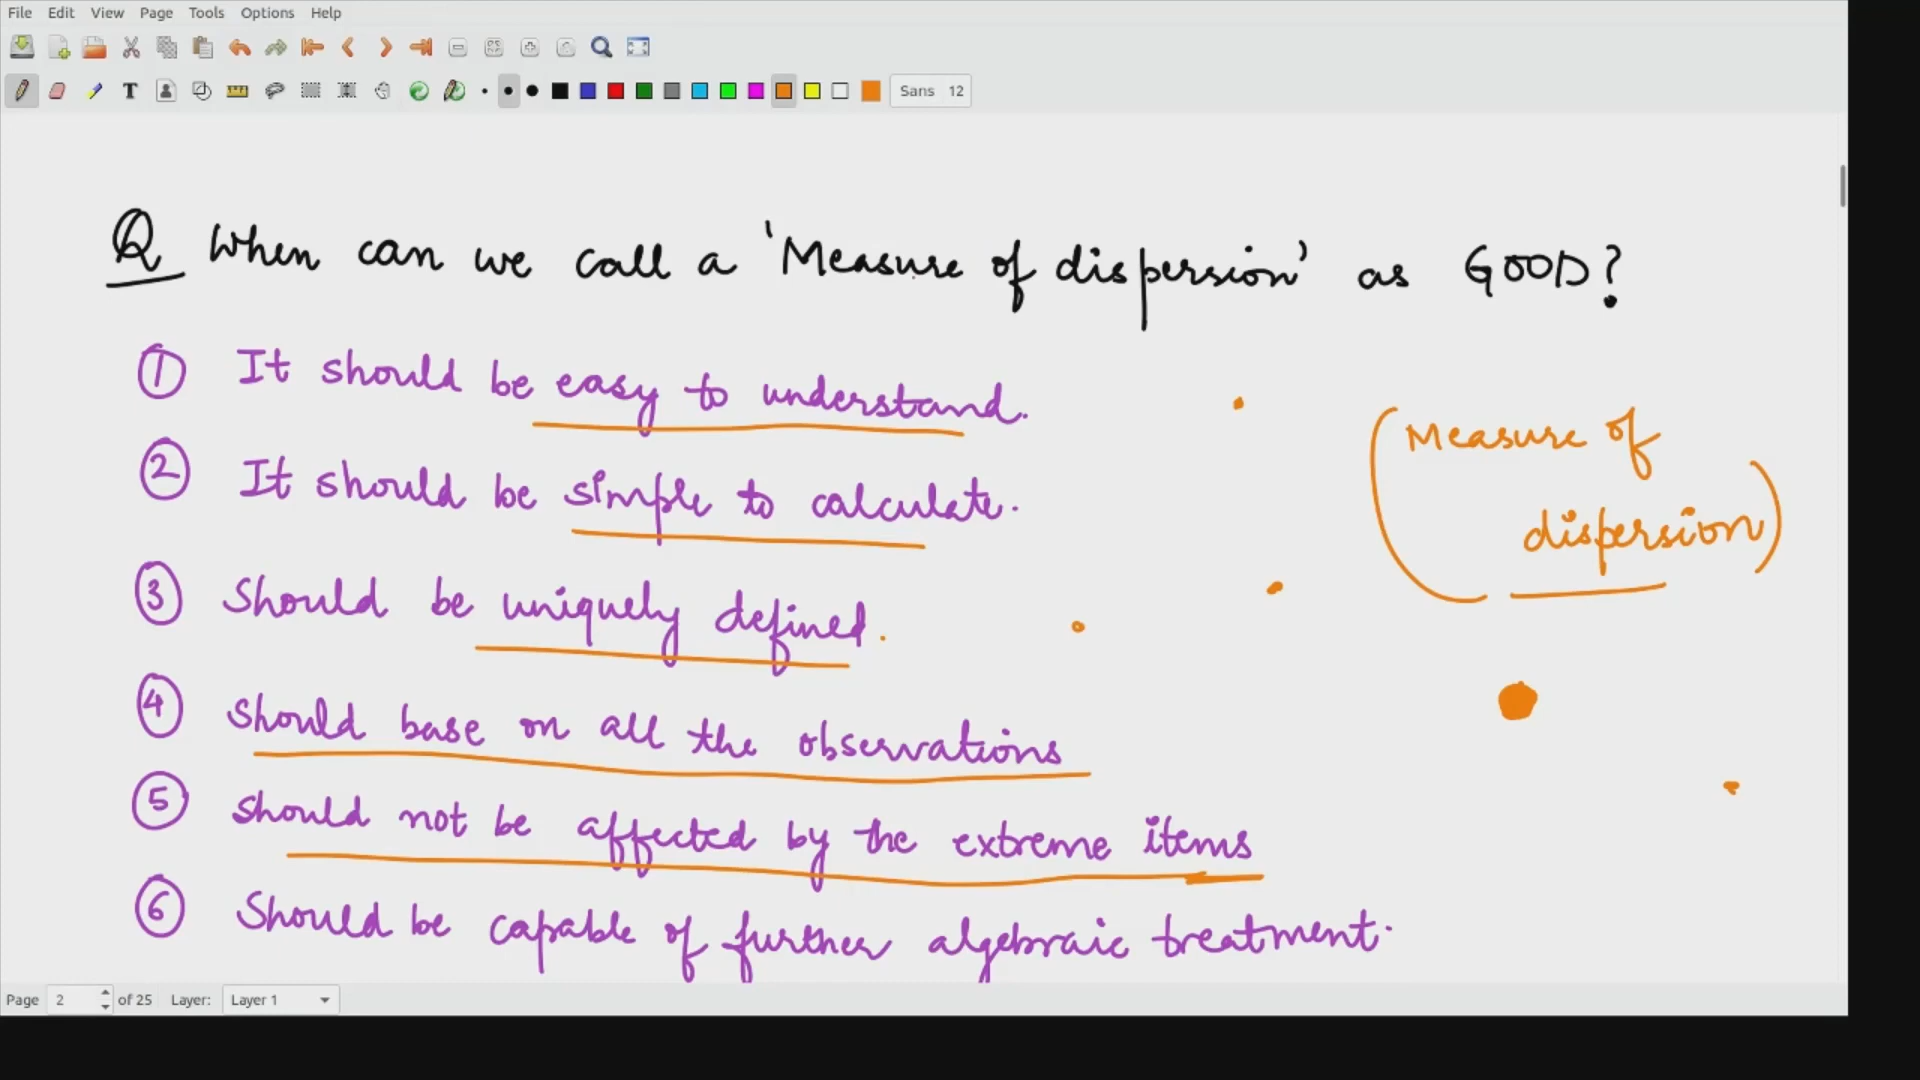 File Edit View Page Tools Options Help
T Sans 12
Q When can we call a 'Measure of dispersion' as GOOD?
① It should be easy to understand.
② It should be simple to calculate.
③ Should be uniquely defined.
④ Should base on all the observations
⑤ Should not be affected by the extreme items
⑥ Should be capable of further algebraic treatment.
(Measure of
dispersion)
Page 2 of 25 Layer: Layer 1